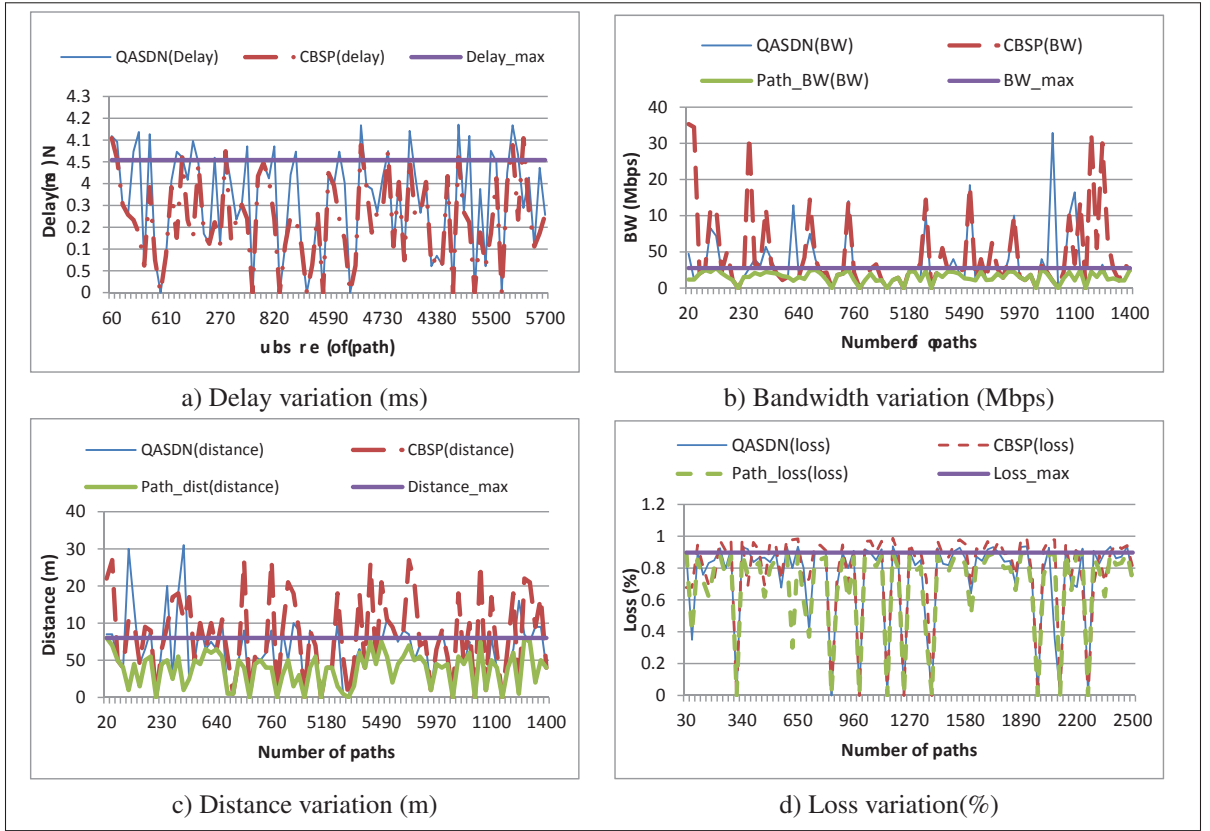 QASDN(Delay) CBSP(delay) Delay_max
4.3
4.2
4.1
4.5
4
0.3
0.2
0.1
0.5
0
60 610 270 820 4590 4730 4380 5500 5700
a) Delay variation (ms)
QASDN(BW) CBSP(BW)
Path_BW(BW) BW_max
BW (Mbps)
40
30
20
10
50
0
20 230 640 760 5180 5490 5970 1100 1400
b) Bandwidth variation (Mbps)
QASDN(distance) CBSP(distance)
Path_dist(distance) Distance_max
Distance (m)
40
30
20
10
50
0
20 230 640 760 5180 5490 5970 1100 1400
Number of paths
c) Distance variation (m)
QASDN(loss) CBSP(loss)
Path_loss(loss) Loss_max
Loss (%)
1.2
1
0.8
0.6
0.4
0.2
0
30 340 650 960 1270 1580 1890 2200 2500
Number of paths
d) Loss variation(%)